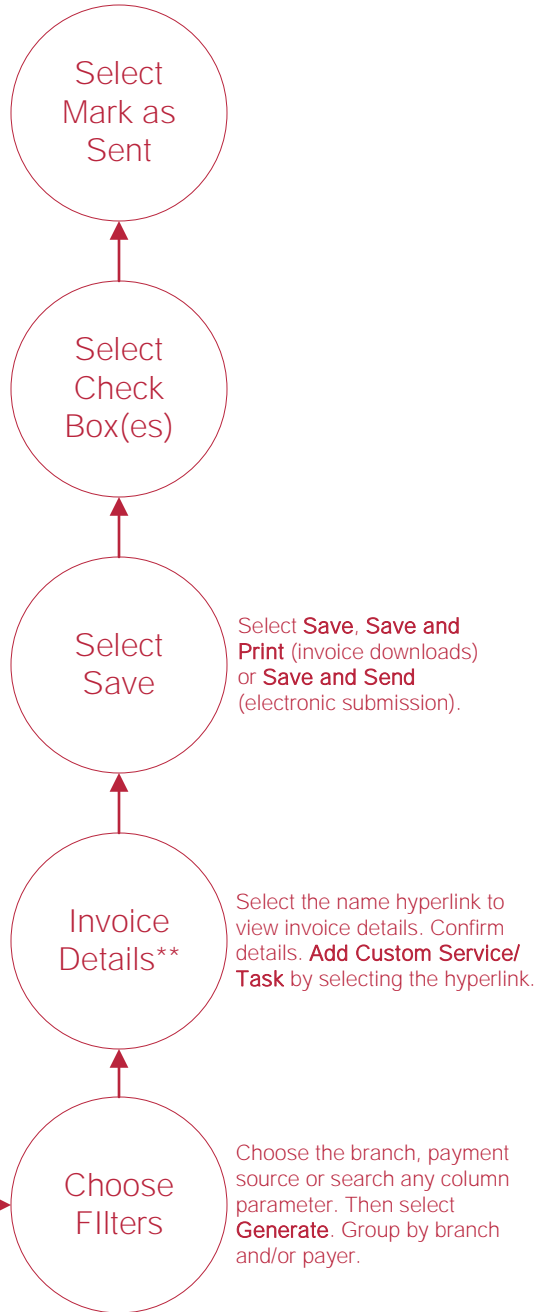 Select
Mark as
Sent
Select
Check
Box(es)
Select
Save
Select Save, Save and
Print (invoice downloads)
or Save and Send
(electronic submission).
Invoice
Details**
Select the name hyperlink to
view invoice details. Confirm
details. Add Custom Service/
Task by selecting the hyperlink.
Choose
FIlters
Choose the branch, payment
source or search any column
parameter. Then select
Generate. Group by branch
and/or payer.